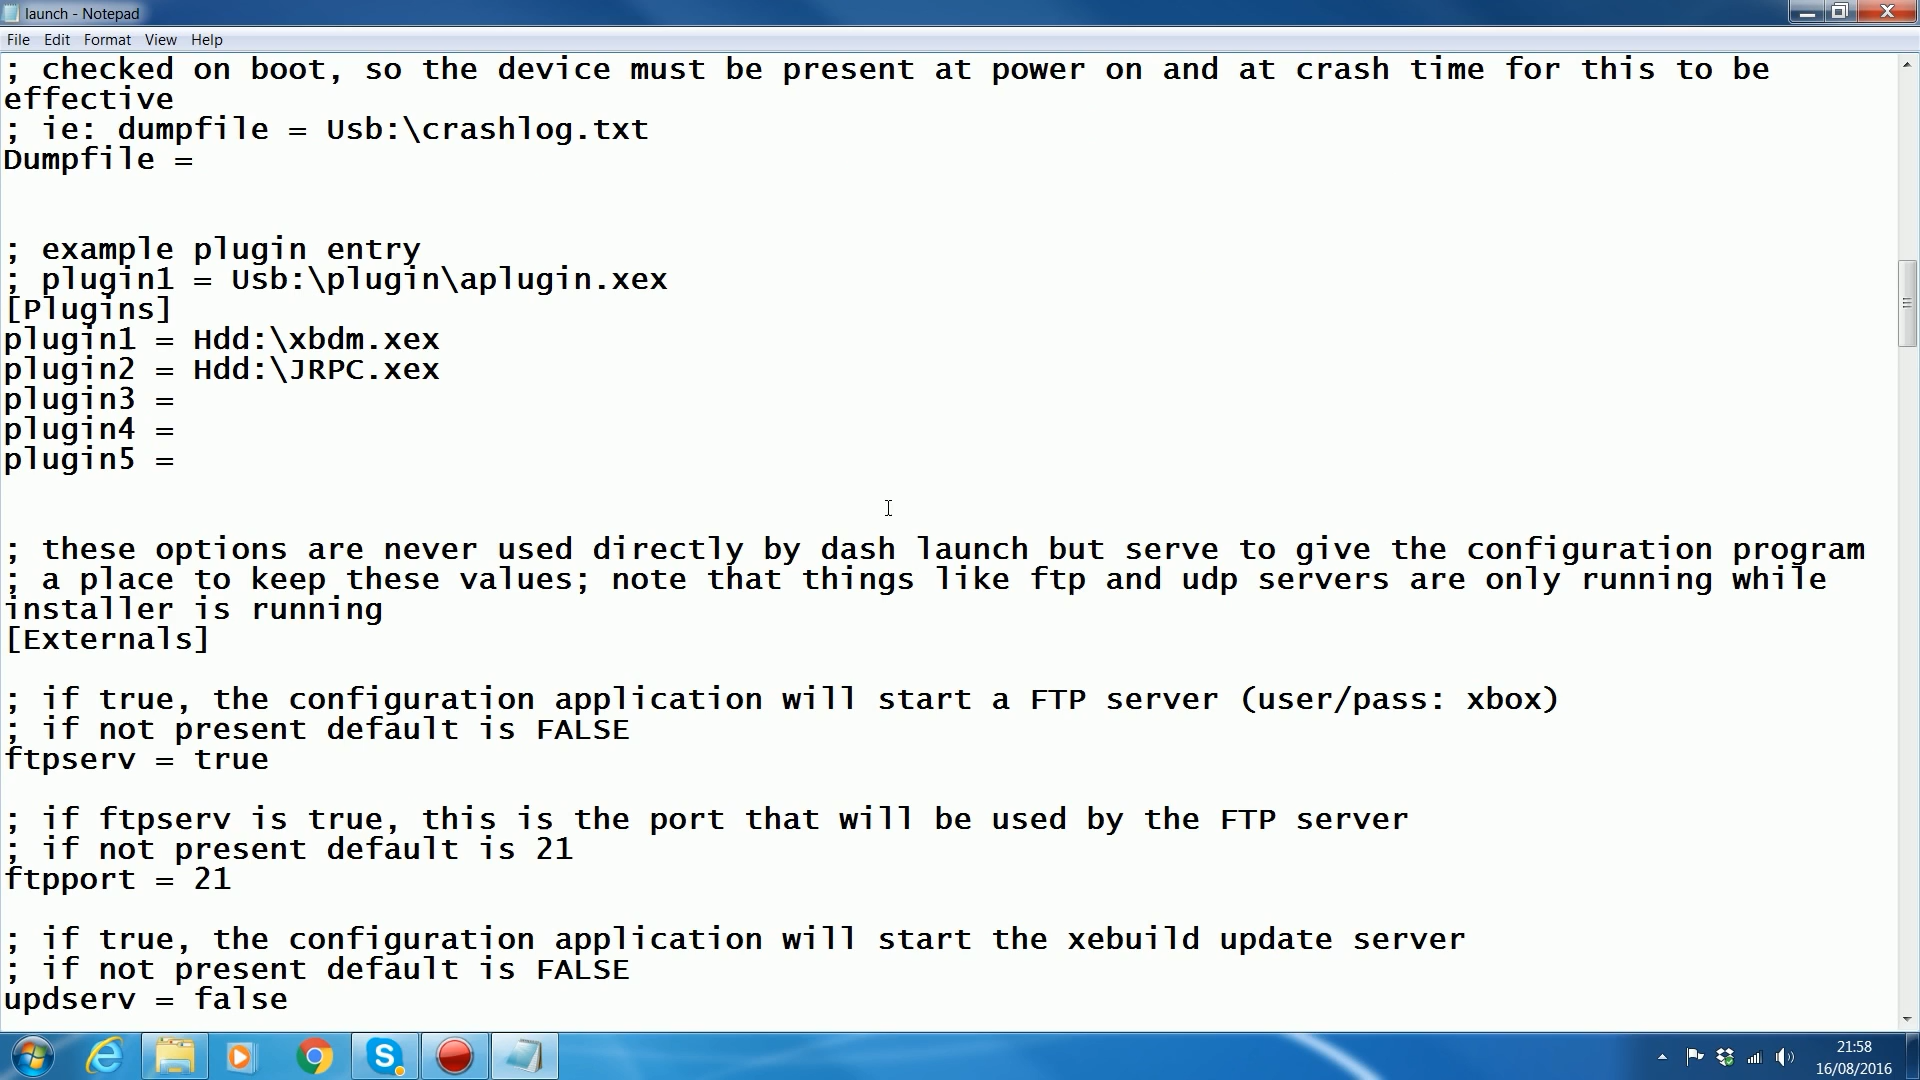 launch - Notepad
File Edit Format View Help
; checked on boot, so the device must be present at power on and at crash time for this to be
effective
; ie: dumpfile = Usb:\crashlog.txt
Dumpfile =
; example plugin entry
; plugin1 = Usb:\plugin\aplugin.xex
[Plugins]
plugin1 = Hdd:\xbdm.xex
plugin2 = Hdd:\JRPC.xex
plugin3 =
plugin4 =
plugin5 =
; these options are never used directly by dash launch but serve to give the configuration program
; a place to keep these values; note that things like ftp and udp servers are only running while
installer is running
[Externals]
; if true, the configuration application will start a FTP server (user/pass: xbox)
; if not present default is FALSE
ftpserv = true
; if ftpserv is true, this is the port that will be used by the FTP server
; if not present default is 21
ftpport = 21
; if true, the configuration application will start the xebuild update server
; if not present default is FALSE
updserv = false
21:58
16/08/2016